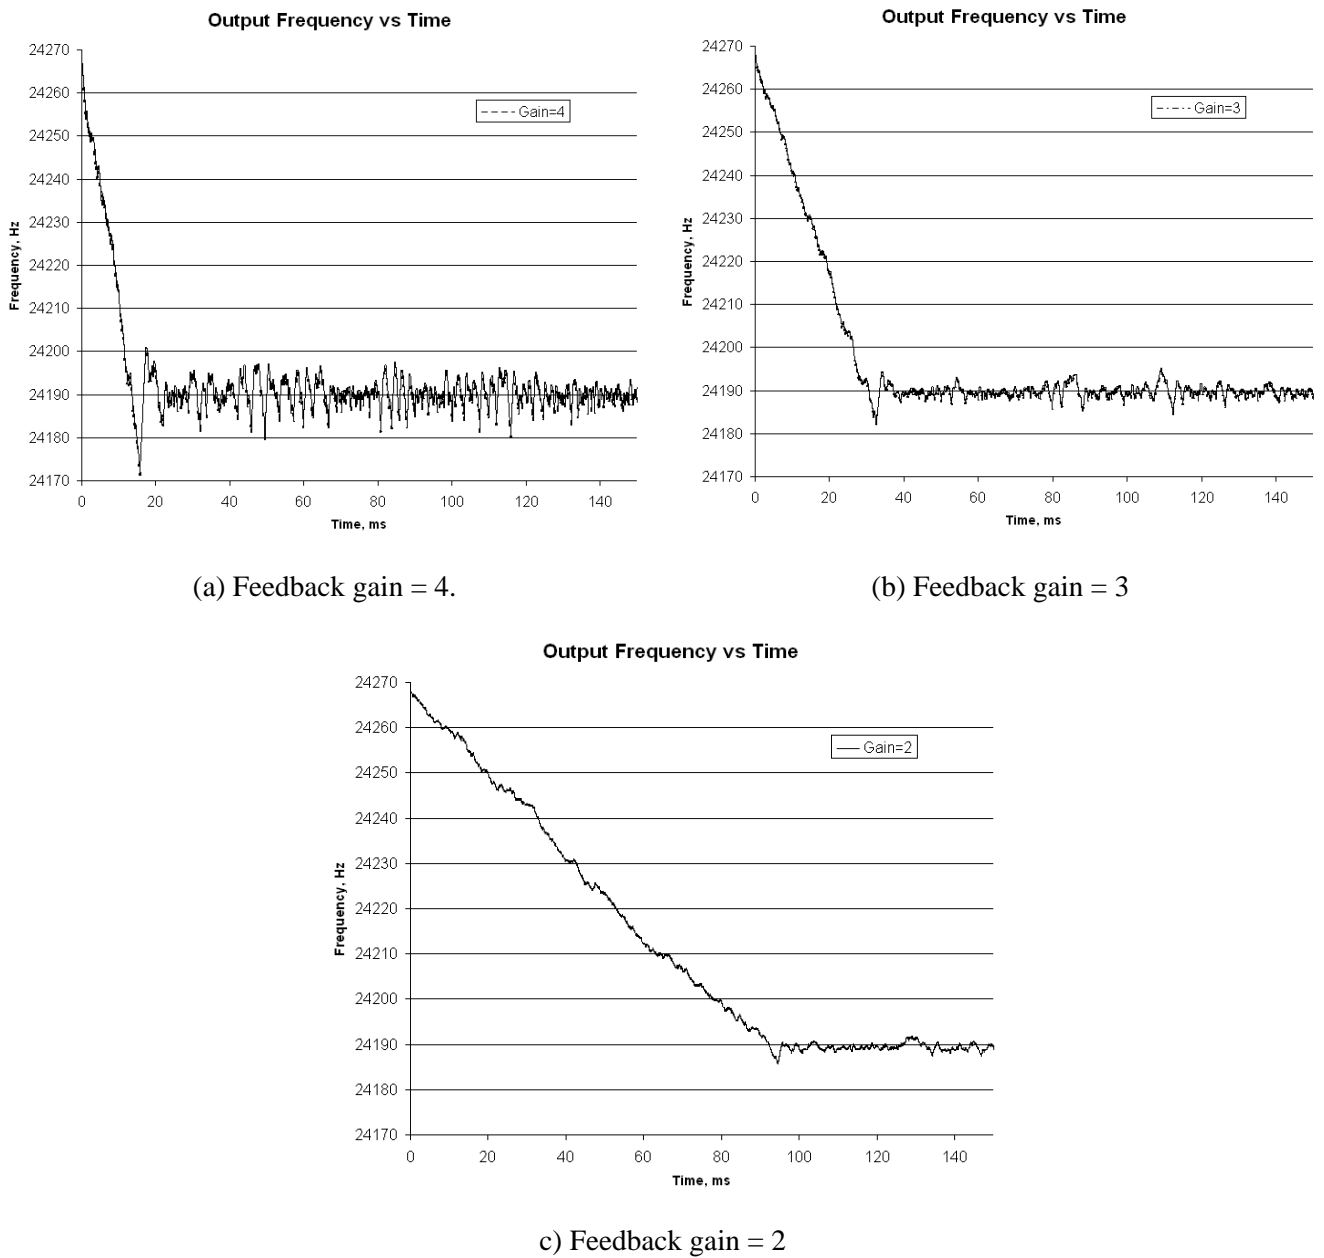 Output Frequency vs Time
24270
24260
24250
24240
24230
24220
24210
24200
24190
24180
24170
Frequency, Hz
Gain=4
0 20 40 60 80 100 120 140
Time, ms
(a) Feedback gain = 4.
Output Frequency vs Time
24270
24260
24250
24240
24230
24220
24210
24200
24190
24180
24170
Frequency, Hz
Gain=3
0 20 40 60 80 100 120 140
Time, ms
(b) Feedback gain = 3
Output Frequency vs Time
24270
24260
24250
24240
24230
24220
24210
24200
24190
24180
24170
Frequency, Hz
Gain=2
0 20 40 60 80 100 120 140
Time, ms
c) Feedback gain = 2